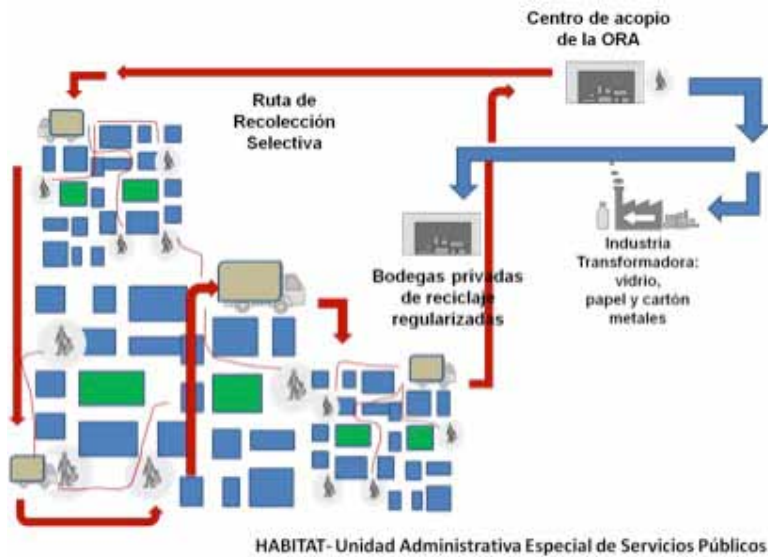 Centro de acopio
de la ORA
Ruta de
Recolección
Selectiva
Bodegas privadas
de reciclaje
regularizadas
Industria
Transformadora:
vidrio,
papel y cartón
metales
HABITAT- Unidad Administrativa Especial de Servicios Públicos